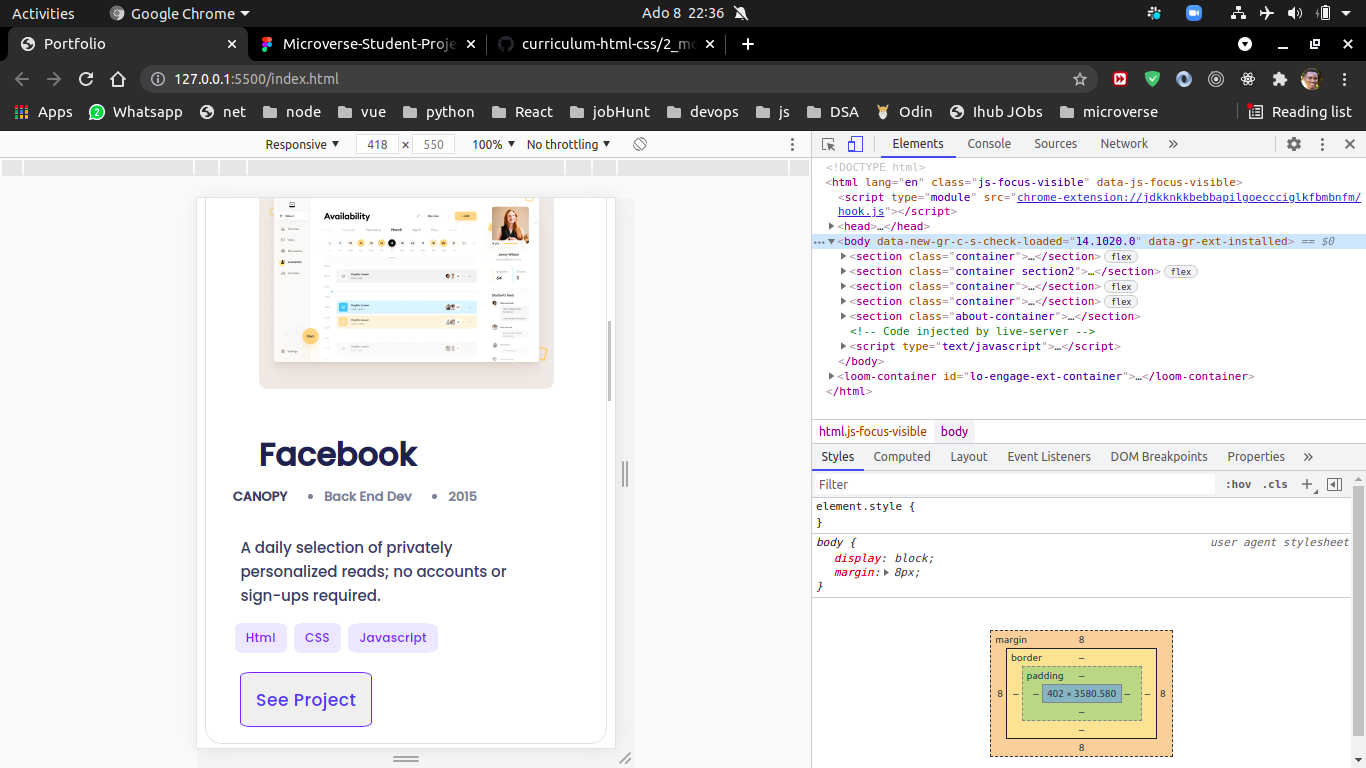 Activities Google Chrome Ado 8 22:36
Portfolio Microverse-Student-Proje curriculum-html-css/2_mo
127.0.0.1:5500/index.html
Apps 2 Whatsapp net node vue python React jobHunt devops js DSA Odin Ihub JObs microverse Reading list
Responsive 418 × 550 100% No throttling
Availability
March
Jenny Wilson
64
Start
Facebook
CANOPY • Back End Dev • 2015
A daily selection of privately
personalized reads; no accounts or
sign-ups required.
Html CSS Javascript
See Project
Elements Console Sources Network »
<!DOCTYPE html>
<html lang="en" class="js-focus-visible" data-js-focus-visible>
<script type="module" src="chrome-extension://jdkknkkbebbapilgoeccciglkfbmbnfm/
hook.js"></script>
<head>…</head>
<body data-new-gr-c-s-check-loaded="14.1020.0" data-gr-ext-installed> == $0
<section class="container">…</section> flex
<section class="container section2">…</section> flex
<section class="container">…</section> flex
<section class="container">…</section> flex
<section class="about-container">…</section>
<!-- Code injected by live-server -->
<script type="text/javascript">…</script>
</body>
<loom-container id="lo-engage-ext-container">…</loom-container>
</html>
html.js-focus-visible body
Styles Computed Layout Event Listeners DOM Breakpoints Properties »
Filter :hov .cls +
element.style {
}
body { user agent stylesheet
display: block;
margin: 8px;
}
margin 8
border –
padding –
8 – – 402 × 3580.580 – – 8
–
–
8